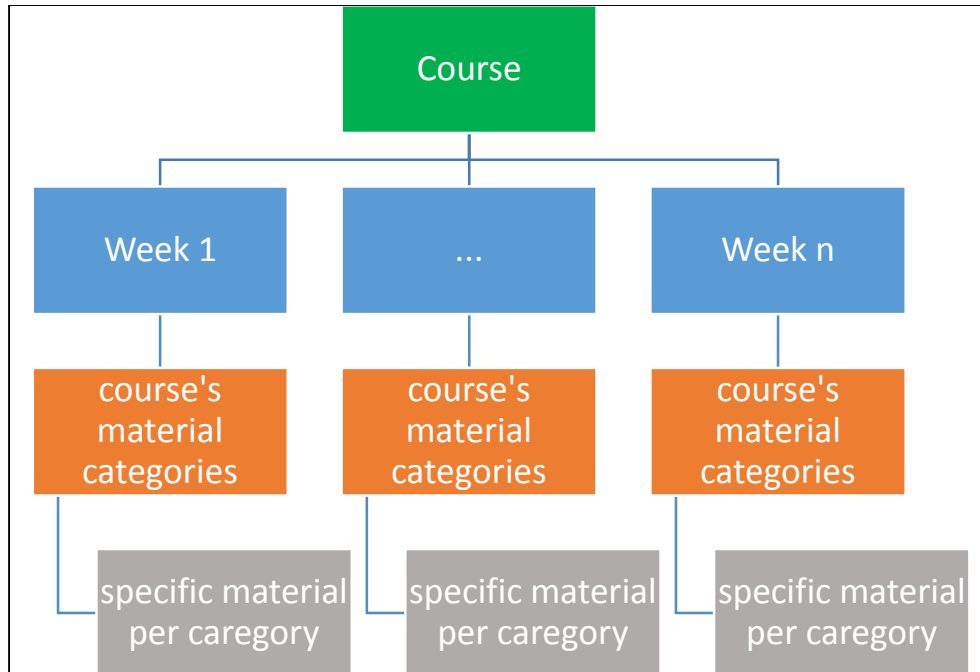 Course
Week 1
...
Week n
course's
material
categories
course's
material
categories
course's
material
categories
specific material
per caregory
specific material
per caregory
specific material
per caregory